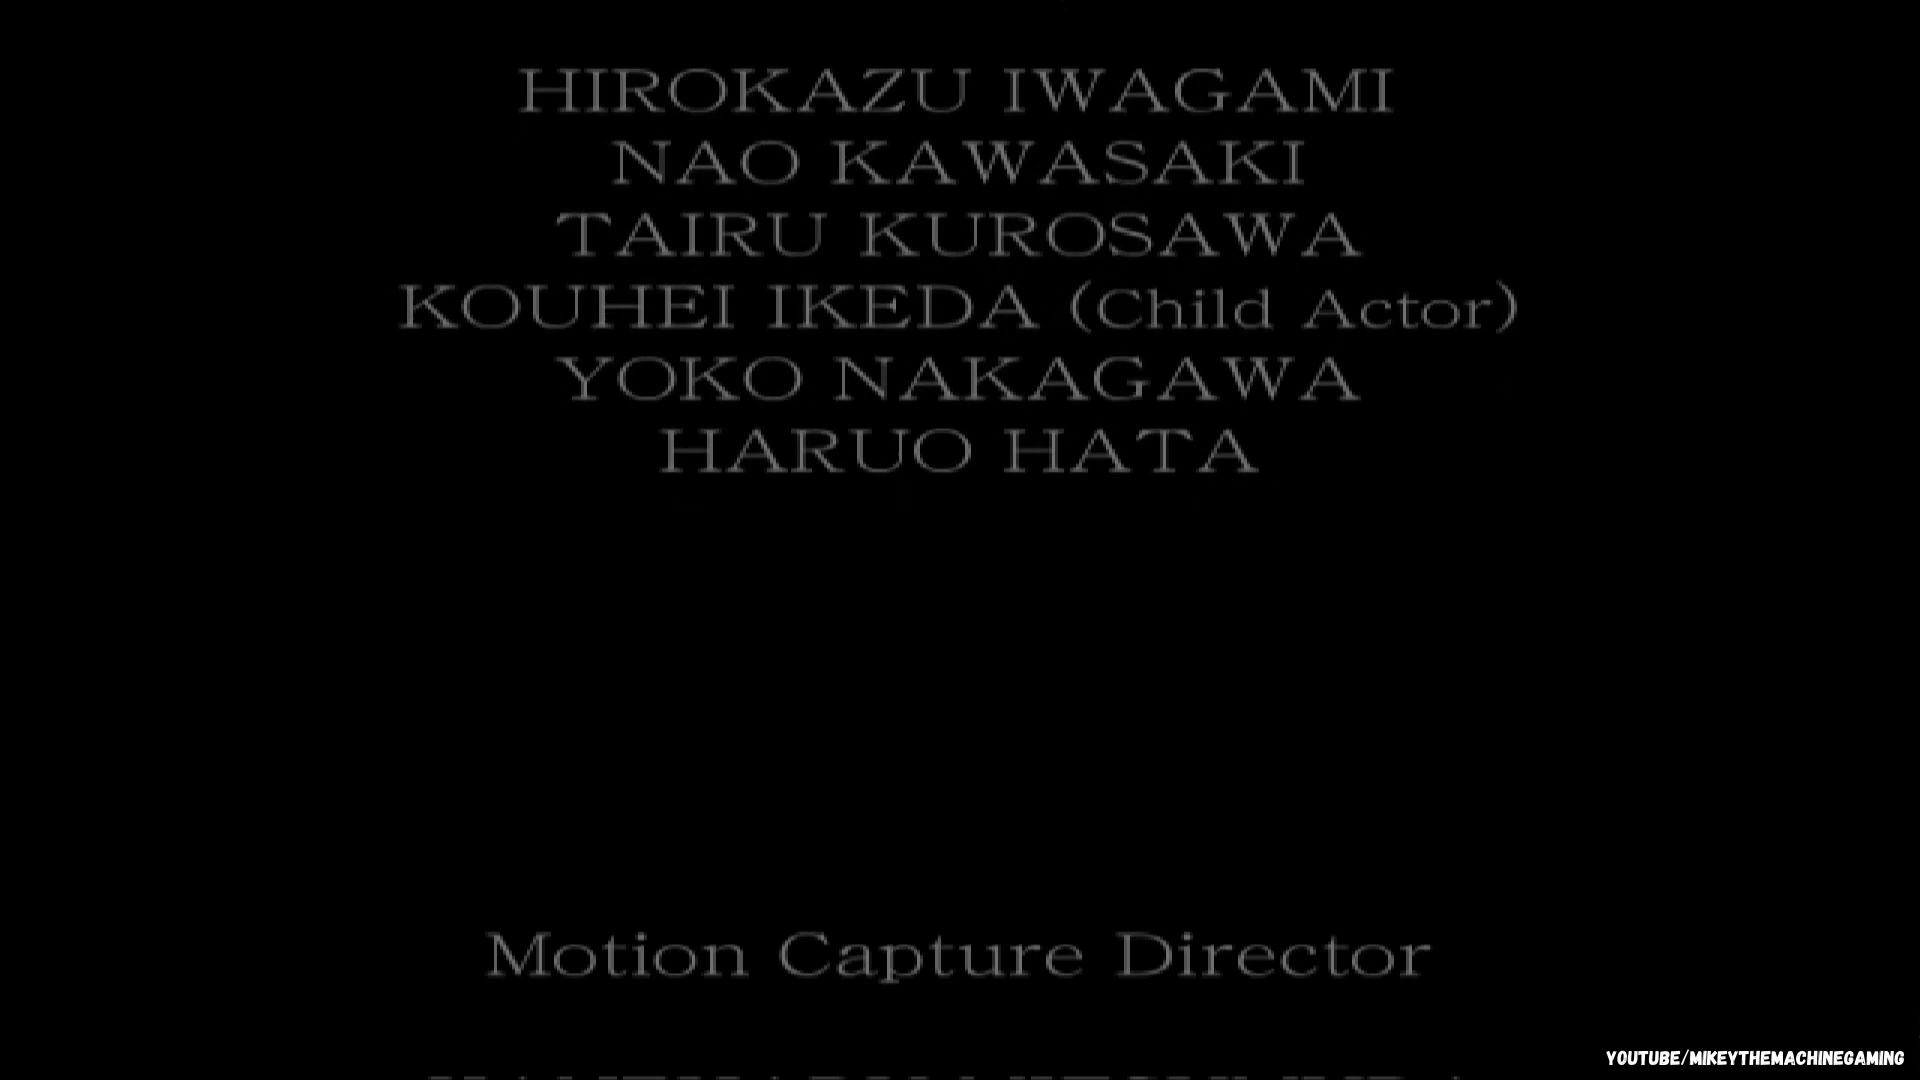 HIROKAZU IWAGAMI
NAO KAWASAKI
TAIRU KUROSAWA
KOUHEI IKEDA (Child Actor)
YOKO NAKAGAWA
HARUO HATA
Motion Capture Director
YOUTUBE/MIKEYTHEMACHINEGAMING